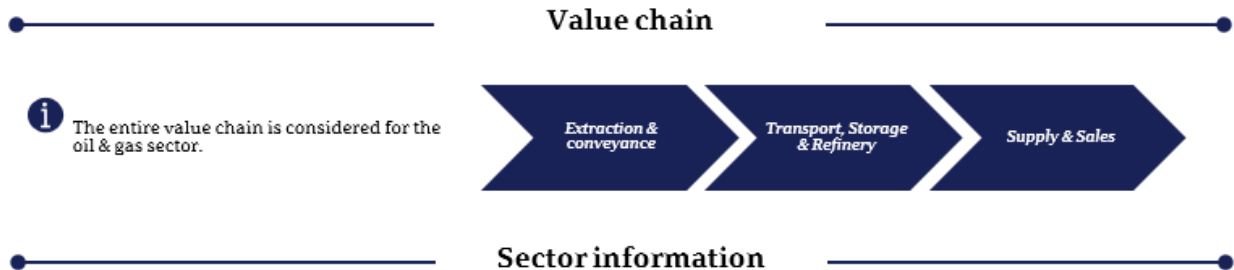 Value chain
i
The entire value chain is considered for the
oil & gas sector.
Extraction &
conveyance
Transport, Storage
& Refinery
Supply & Sales
Sector information